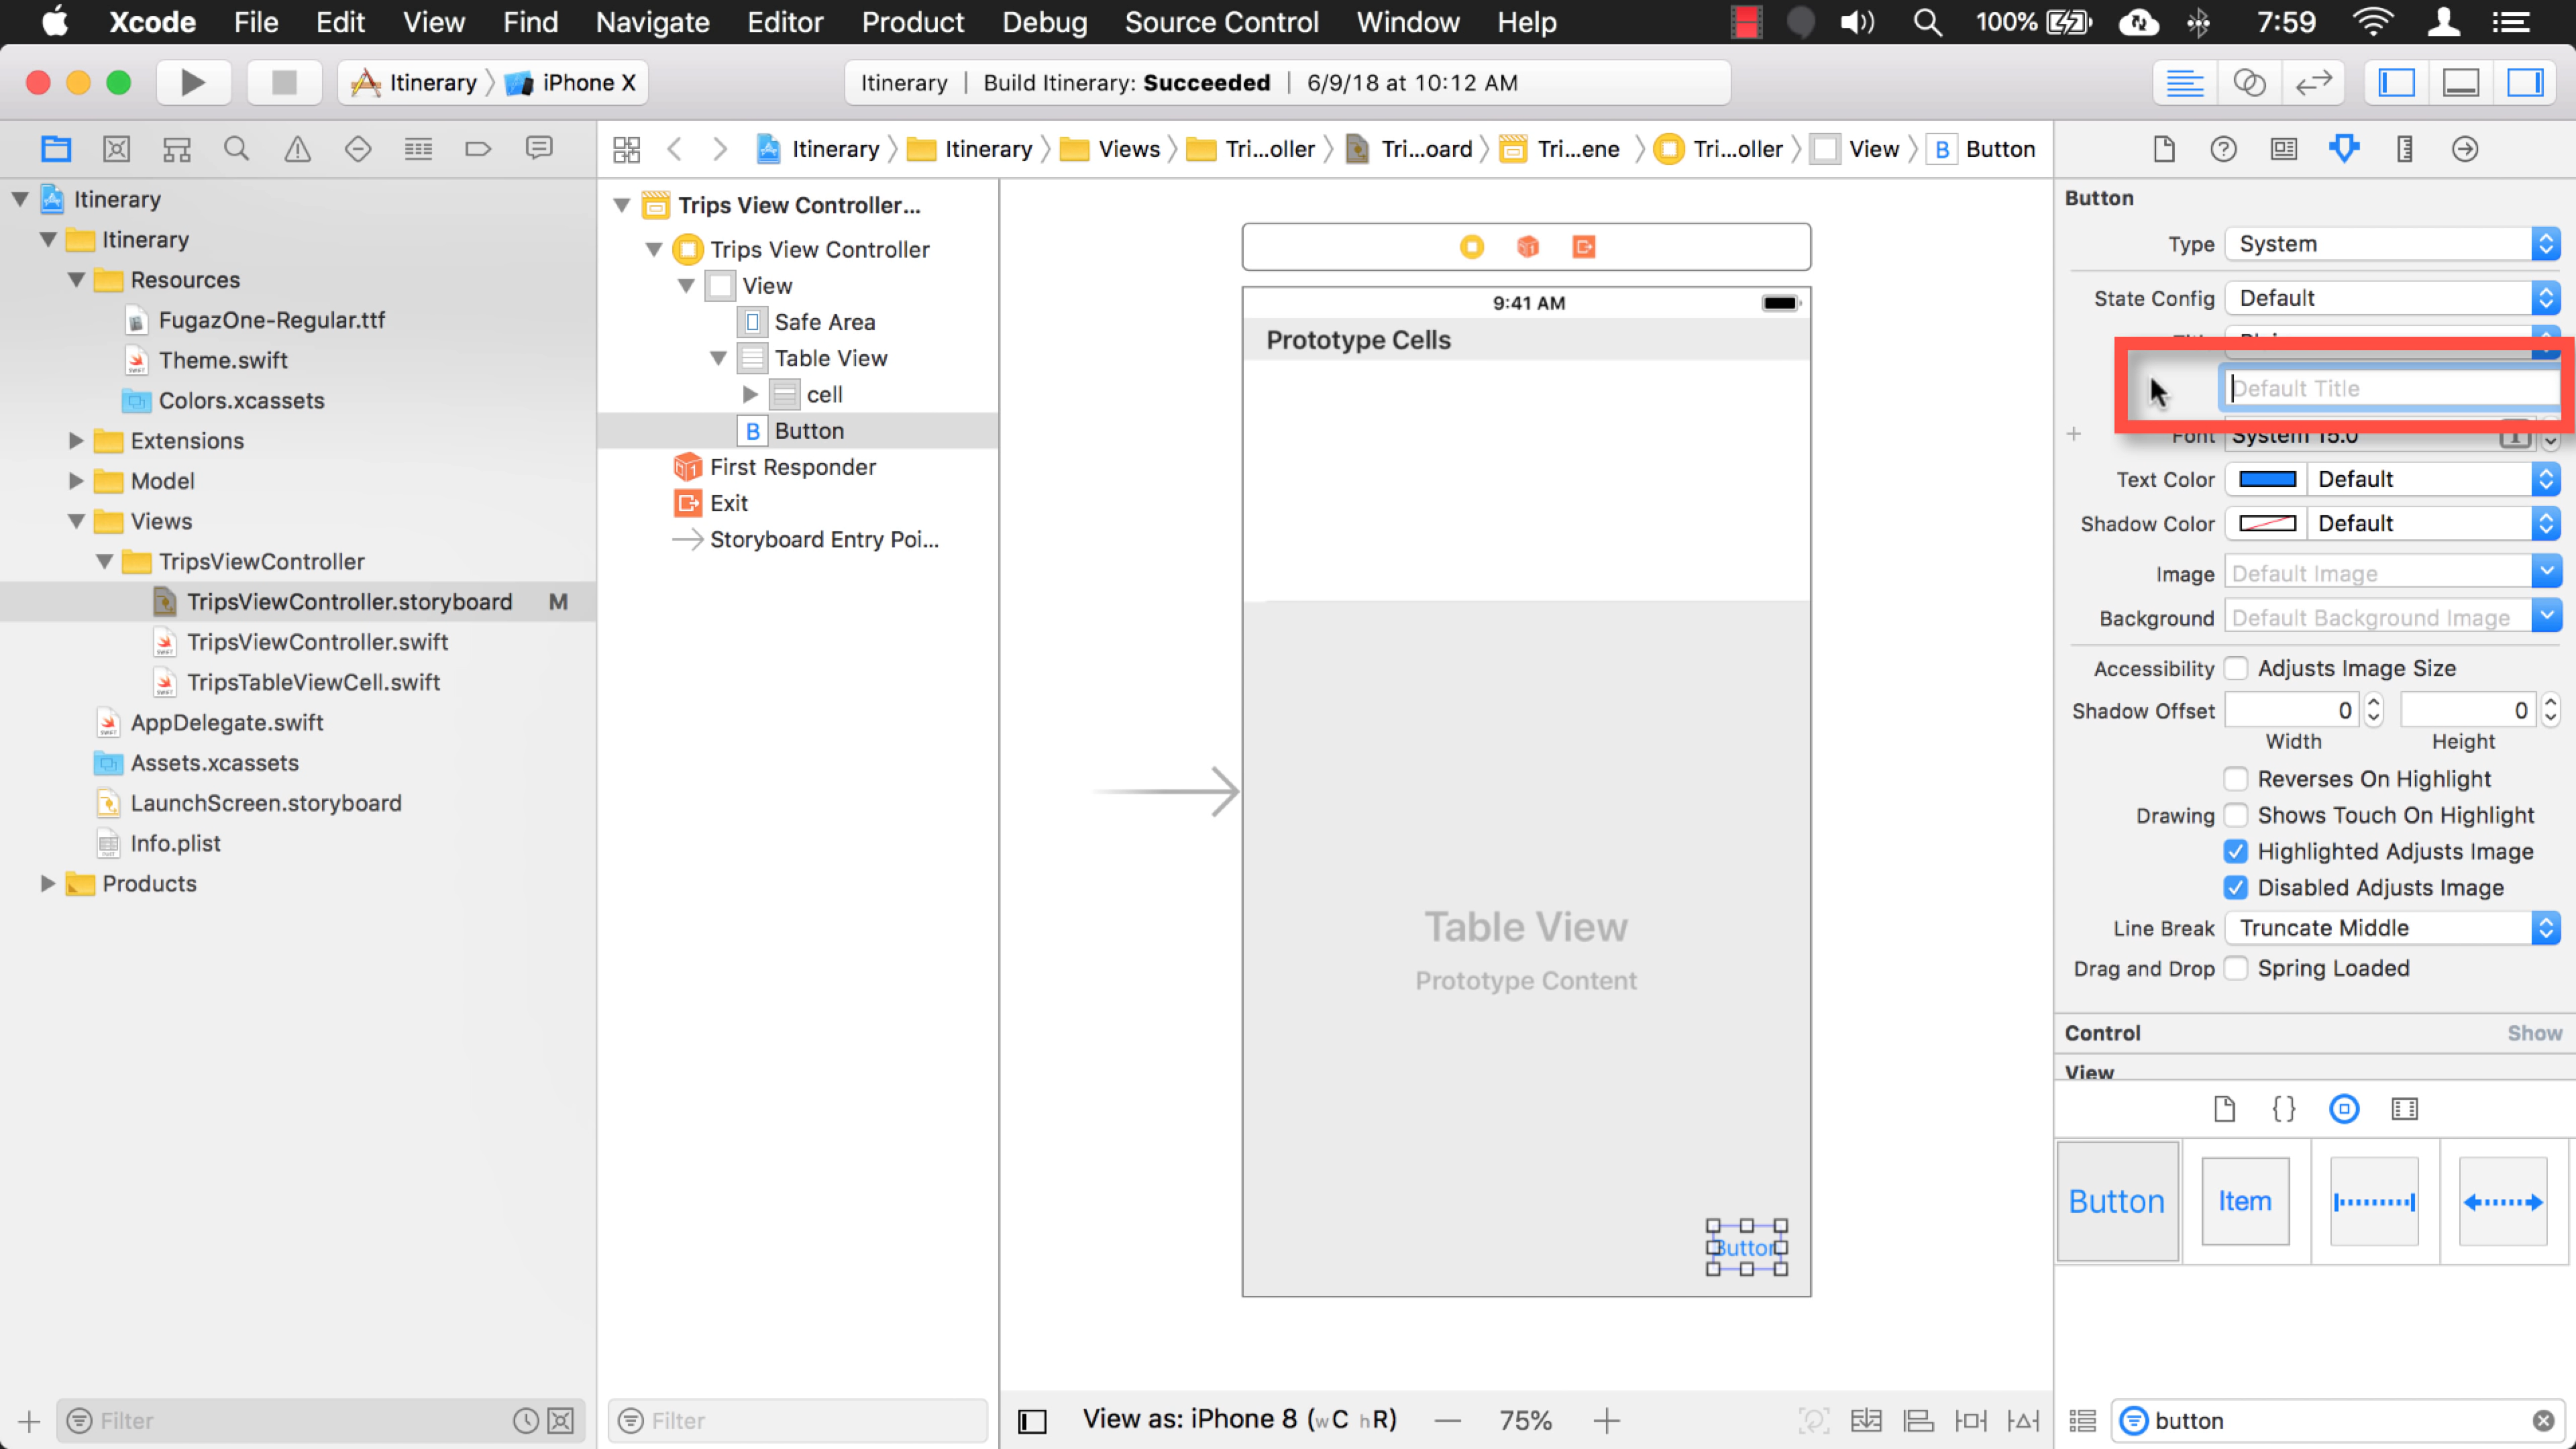 Xcode File Edit View Find Navigate Editor Product Debug Source Control Window Help 100% 7:59
Itinerary iPhone X Itinerary | Build Itinerary: Succeeded | 6/9/18 at 10:12 AM
Itinerary Itinerary Views Tri...oller Tri...oard Tri...ene Tri...oller View B Button
Itinerary
Itinerary
Resources
FugazOne-Regular.ttf
Theme.swift
Colors.xcassets
Extensions
Model
Views
TripsViewController
TripsViewController.storyboard M
TripsViewController.swift
TripsTableViewCell.swift
AppDelegate.swift
Assets.xcassets
LaunchScreen.storyboard
Info.plist
Products
Filter
Trips View Controller...
Trips View Controller
View
Safe Area
Table View
cell
B Button
First Responder
Exit
Storyboard Entry Poi...
Filter
9:41 AM
Prototype Cells
Table View
Prototype Content
Button
View as: iPhone 8 (wC hR) — 75% +
Button
Type System
State Config Default
Default Title
Font System 15.0
Text Color Default
Shadow Color Default
Image Default Image
Background Default Background Image
Accessibility Adjusts Image Size
Shadow Offset 0 0
Width Height
Reverses On Highlight
Drawing Shows Touch On Highlight
Highlighted Adjusts Image
Disabled Adjusts Image
Line Break Truncate Middle
Drag and Drop Spring Loaded
Control Show
View
{}
Button Item
button